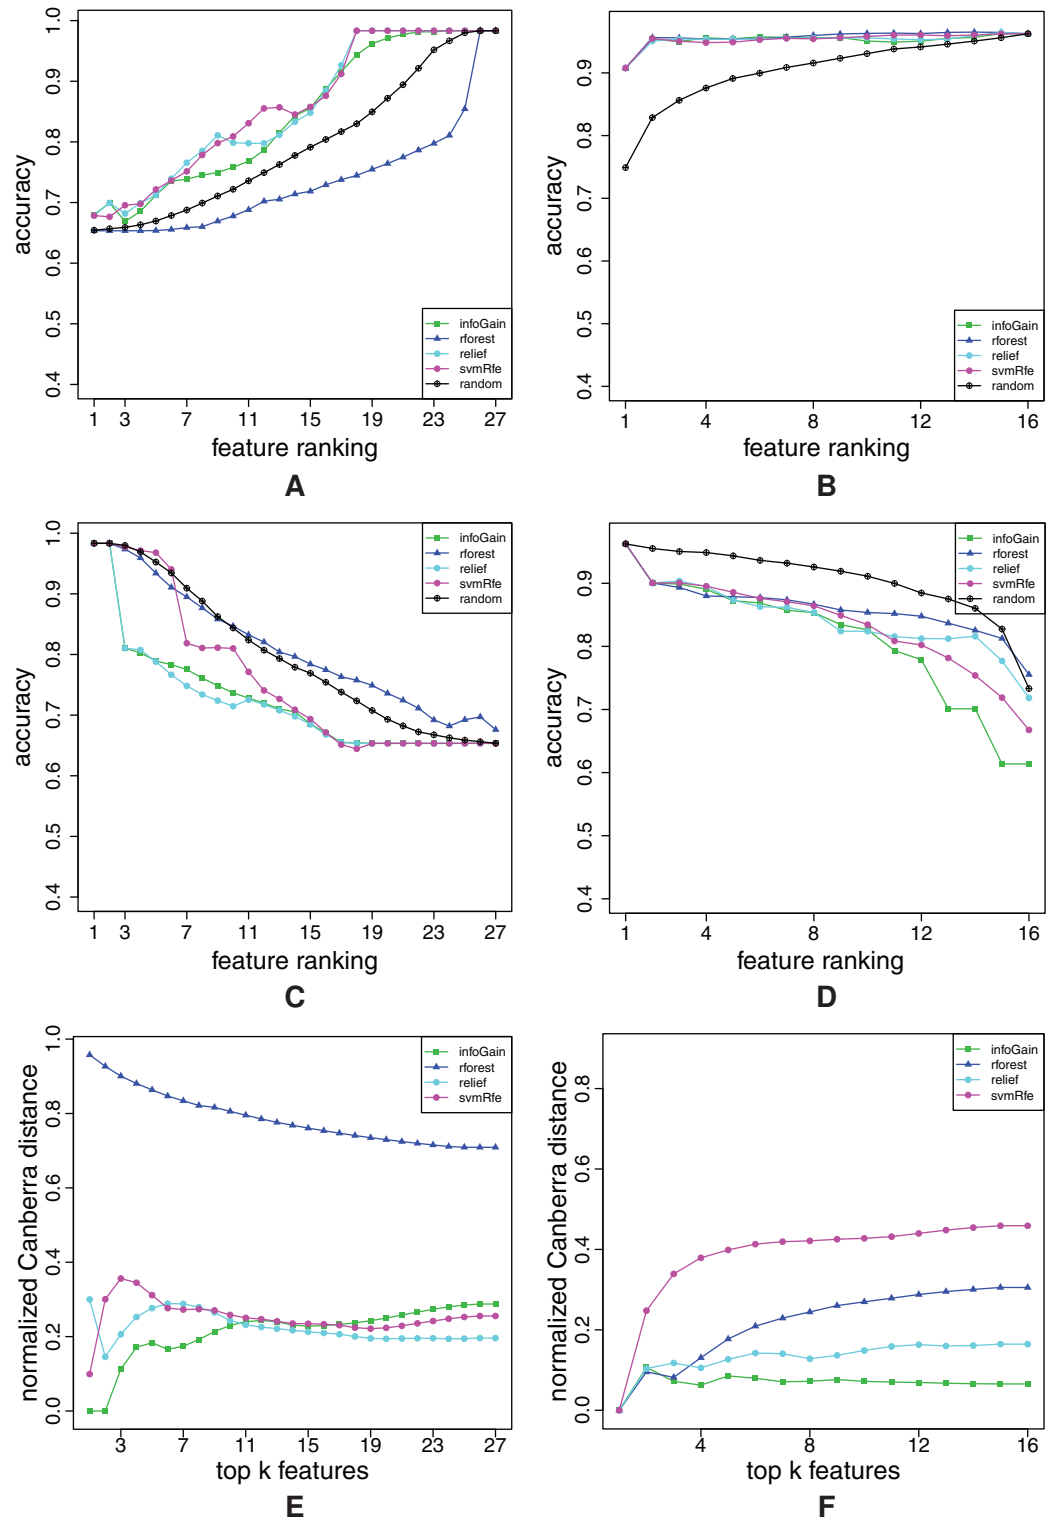 accuracy
1.0
0.9
0.8
0.7
0.6
0.5
0.4
infoGain
rforest
relief
svmRfe
random
1 3 7 11 15 19 23 27
feature ranking
A
accuracy
0.9
0.8
0.7
0.6
0.5
0.4
infoGain
rforest
relief
svmRfe
random
1 4 8 12 16
feature ranking
B
accuracy
1.0
0.9
0.8
0.7
0.6
0.5
0.4
infoGain
rforest
relief
svmRfe
random
1 3 7 11 15 19 23 27
feature ranking
C
accuracy
0.9
0.8
0.7
0.6
0.5
0.4
infoGain
rforest
relief
svmRfe
random
1 4 8 12 16
feature ranking
D
normalized Canberra distance
1.0
0.8
0.6
0.4
0.2
0.0
infoGain
rforest
relief
svmRfe
3 7 11 15 19 23 27
top k features
E
normalized Canberra distance
0.8
0.6
0.4
0.2
0.0
infoGain
rforest
relief
svmRfe
4 8 12 16
top k features
F